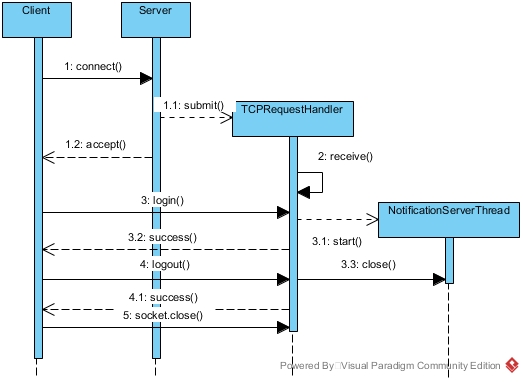 Client
Server
1: connect()
1.1: submit()
TCPRequestHandler
1.2: accept()
2: receive()
3: login()
NotificationServerThread
3.2: success()
3.1: start()
4: logout()
3.3: close()
4.1: success()
5: socket.close()
Powered By Visual Paradigm Community Edition